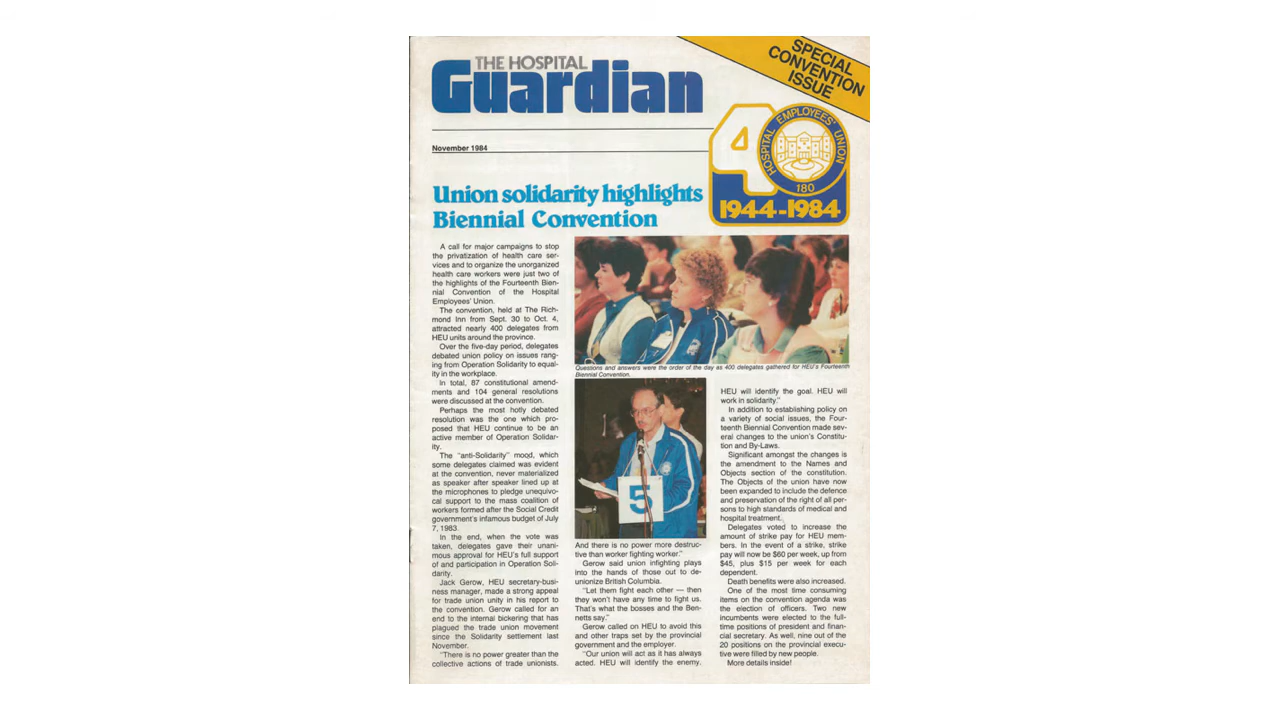 THE HOSPITAL
Guardian
SPECIAL
CONVENTION
ISSUE
November 1984
40
HOSPITAL EMPLOYEES' UNION
180
1944-1984
Union solidarity highlights
Biennial Convention
A call for major campaigns to stop
the privatization of health care ser-
vices and to organize the unorganized
health care workers were just two of
the highlights of the Fourteenth Bien-
nial Convention of the Hospital
Employees' Union.
The convention, held at The Rich-
mond Inn from Sept. 30 to Oct. 4,
attracted nearly 400 delegates from
HEU units around the province.
Over the five-day period, delegates
debated union policy on issues rang-
ing from Operation Solidarity to equal-
ity in the workplace.
In total, 87 constitutional amend-
ments and 104 general resolutions
were discussed at the convention.
Perhaps the most hotly debated
resolution was the one which pro-
posed that HEU continue to be an
active member of Operation Solidar-
ity.
The "anti-Solidarity" mood, which
some delegates claimed was evident
at the convention, never materialized
as speaker after speaker lined up at
the microphones to pledge unequivo-
cal support to the mass coalition of
workers formed after the Social Credit
government's infamous budget of July
7, 1983.
In the end, when the vote was
taken, delegates gave their unani-
mous approval for HEU's full support
of and participation in Operation Soli-
darity.
Jack Gerow, HEU secretary-busi-
ness manager, made a strong appeal
for trade union unity in his report to
the convention. Gerow called for an
end to the internal bickering that has
plagued the trade union movement
since the Solidarity settlement last
November.
"There is no power greater than the
collective actions of trade unionists.
Questions and answers were the order of the day as 400 delegates gathered for HEU's Fourteenth
Biennial Convention.
5
And there is no power more destruc-
tive than worker fighting worker."
Gerow said union infighting plays
into the hands of those out to de-
unionize British Columbia.
"Let them fight each other — then
they won't have any time to fight us.
That's what the bosses and the Ben-
netts say."
Gerow called on HEU to avoid this
and other traps set by the provincial
government and the employer.
"Our union will act as it has always
acted. HEU will identify the enemy.
HEU will identify the goal. HEU will
work in solidarity."
In addition to establishing policy on
a variety of social issues, the Four-
teenth Biennial Convention made sev-
eral changes to the union's Constitu-
tion and By-Laws.
Significant amongst the changes is
the amendment to the Names and
Objects section of the constitution.
The Objects of the union have now
been expanded to include the defence
and preservation of the right of all per-
sons to high standards of medical and
hospital treatment.
Delegates voted to increase the
amount of strike pay for HEU mem-
bers. In the event of a strike, strike
pay will now be $60 per week, up from
$45, plus $15 per week for each
dependent.
Death benefits were also increased.
One of the most time consuming
items on the convention agenda was
the election of officers. Two new
incumbents were elected to the full-
time positions of president and finan-
cial secretary. As well, nine out of the
20 positions on the provincial execu-
tive were filled by new people.
More details inside!